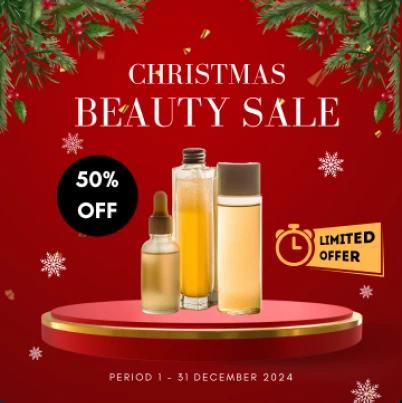 CHRISTMAS
BEAUTY SALE
50%
OFF
LIMITED
OFFER
PERIOD 1 - 31 DECEMBER 2024